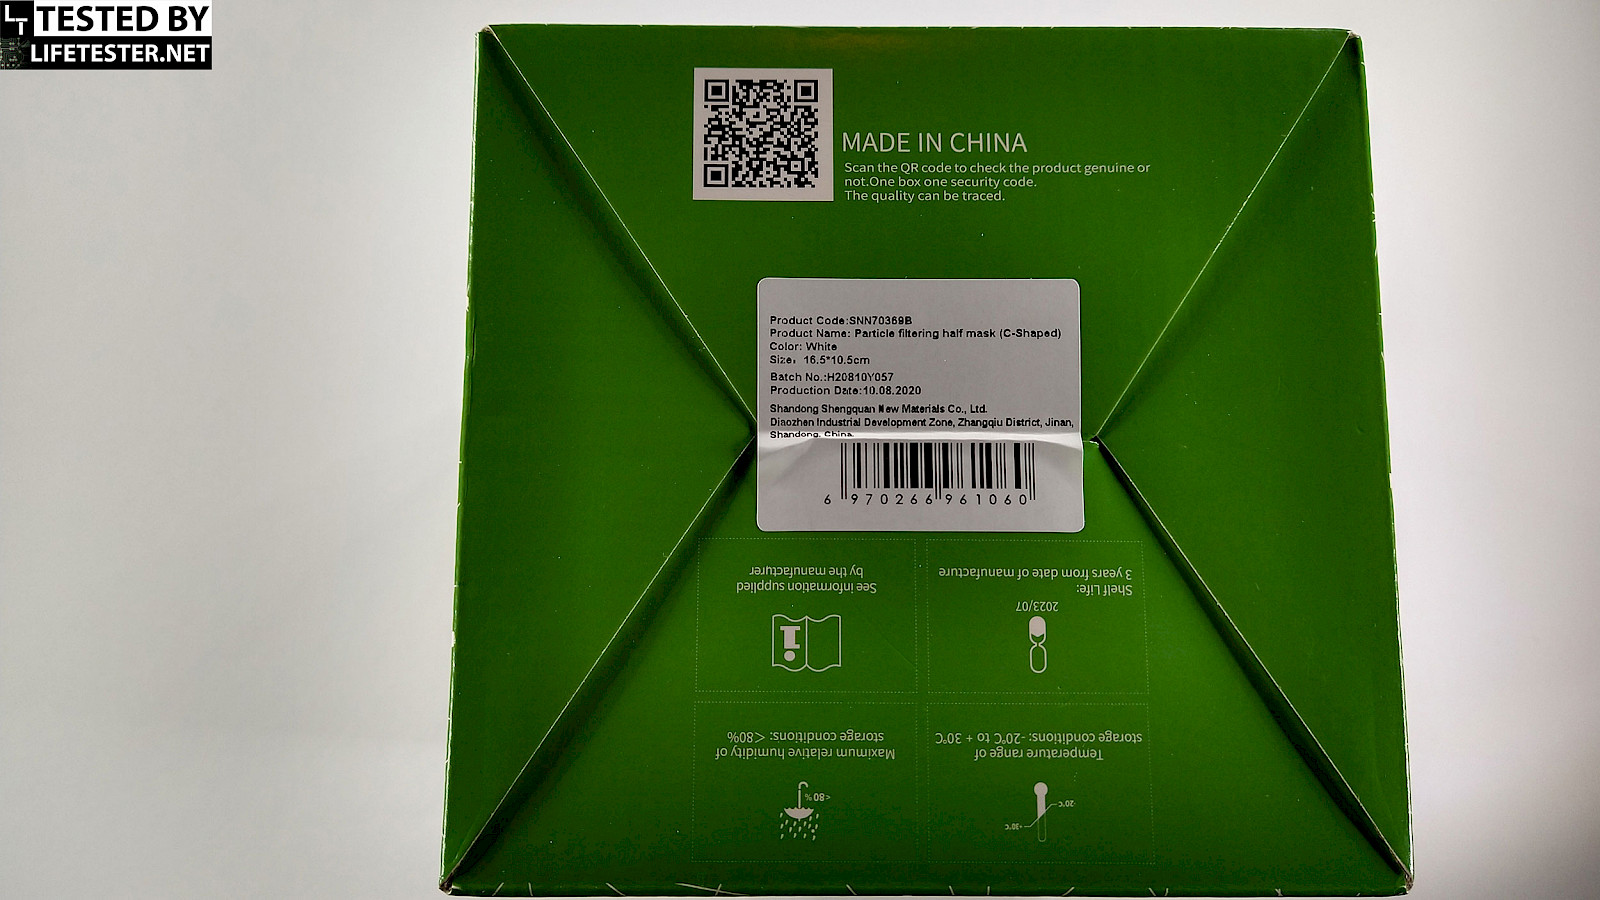 LT TESTED BY
LIFETESTER.NET
MADE IN CHINA
Scan the QR code to check the product genuine or
not.One box one security code.
The quality can be traced.
Product Code:SNN70369B
Product Name: Particle filtering half mask (C-Shaped)
Color: White
Size: 16.5*10.5cm
Batch No.:H20810Y057
Production Date:10.08.2020
Shandong Shengquan New Materials Co., Ltd.
Diaozhen Industrial Development Zone, Zhangqiu District, Jinan,
Shandong, China.
6 970266 961060
Temperature range of
storage conditions: -20°C to + 30°C
-20°C
+30°C
Maximum relative humidity of
storage conditions: <80%
<80%
Shelf Life:
3 years from date of manufacture
2023/07
See information supplied
by the manufacturer